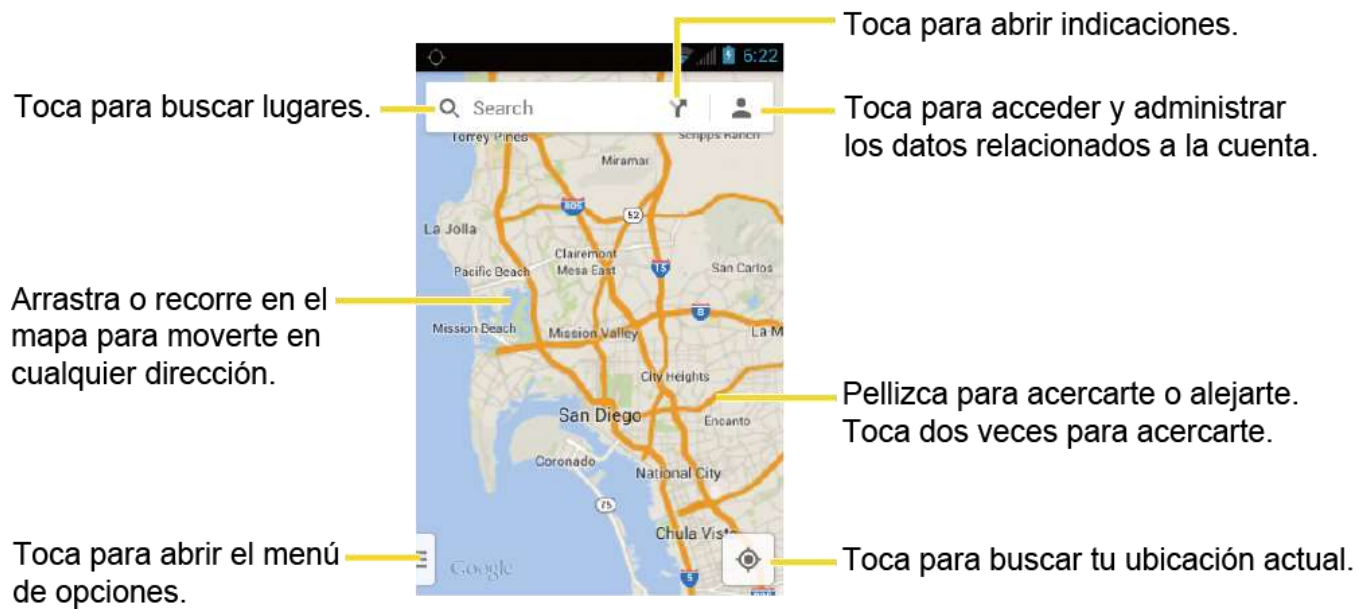 Toca para abrir indicaciones.
6:22
Toca para buscar lugares.
Search
Toca para acceder y administrar
los datos relacionados a la cuenta.
Torrey Pines
Scripps Ranch
Miramar
805
52
La Jolla
Clairemont
Mesa East
Pacific Beach
15
San Carlos
Arrastra o recorre en el
mapa para moverte en
cualquier dirección.
8
Mission Beach
Mission Valley
La M
City Heights
Pellizca para acercarte o alejarte.
Toca dos veces para acercarte.
San Diego
Encanto
Coronado
National City
75
Chula Vista
Toca para abrir el menú
de opciones.
Google
Toca para buscar tu ubicación actual.
5